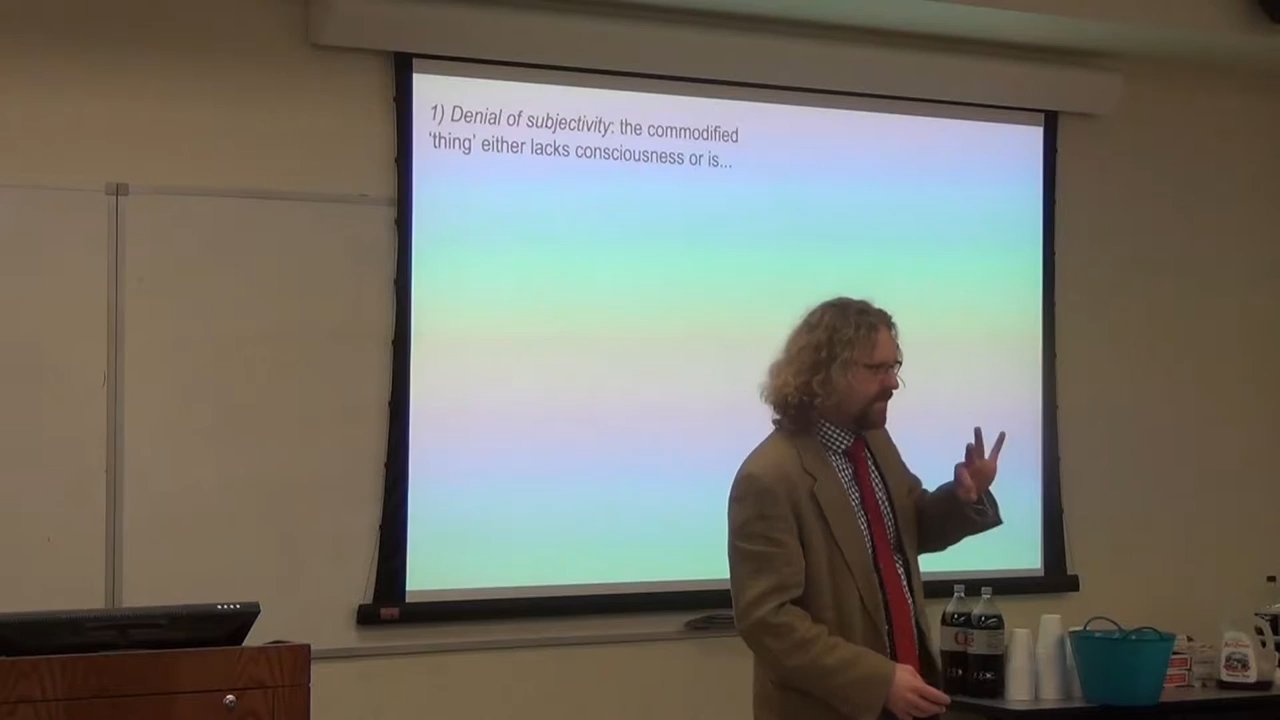 1) Denial of subjectivity: the commodified
‘thing’ either lacks consciousness or is...